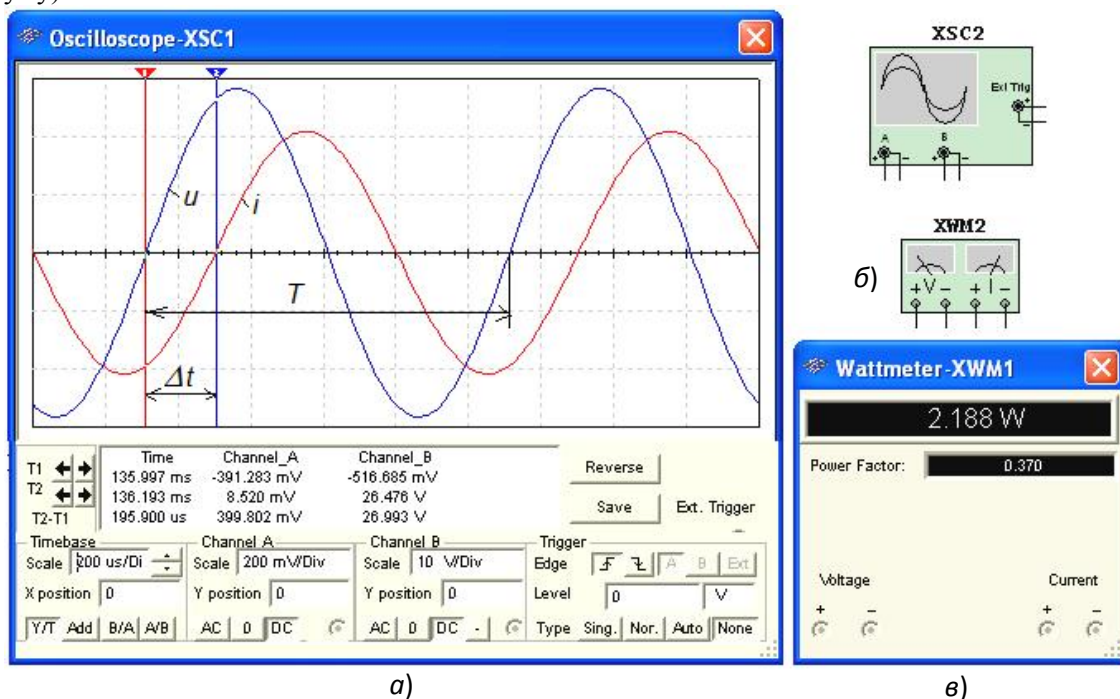 Oscilloscope-XSC1
1
2
u
i
T
Δt
T1
T2
T2-T1
Time Channel_A Channel_B
135.997 ms -391.283 mV -516.685 mV
136.193 ms 8.520 mV 26.476 V
195.900 us 399.802 mV 26.993 V
Reverse
Save
Ext. Trigger
Timebase
Scale 200 us/Di
X position 0
Y/T Add B/A A/B
Channel A
Scale 200 mV/Div
Y position 0
AC 0 DC
Channel B
Scale 10 V/Div
Y position 0
AC 0 DC -
Trigger
Edge A B Ext
Level 0 V
Type Sing. Nor. Auto None
а)
XSC2
Ext Trig
+
-
A B
+ - + -
XWM2
+ V - + I -
б)
Wattmeter-XWM1
2.188 W
Power Factor: 0.370
Voltage Current
+ - + -
в)